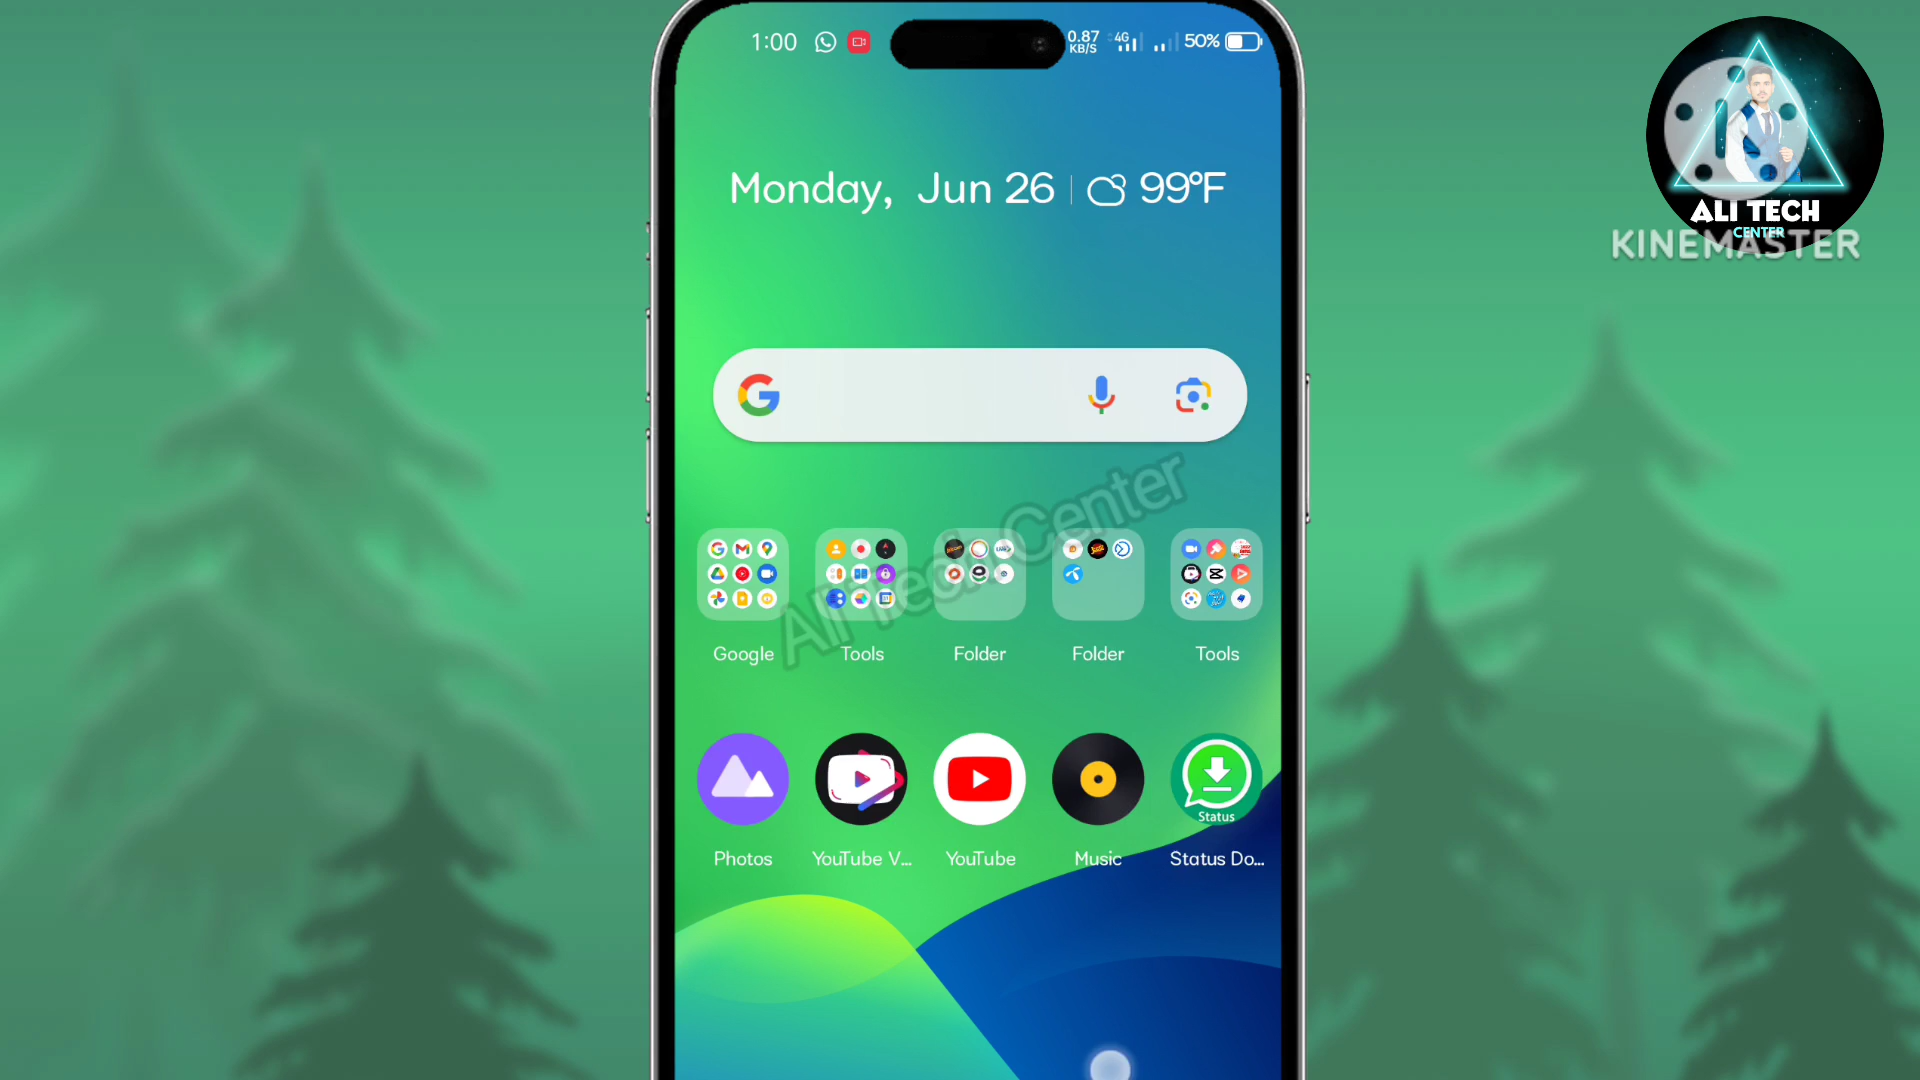 1:00
0.87
KB/S
4G
50%
Monday, Jun 26
99°F
ALI TECH
CENTER
KINEMASTER
Ali Tech Center
Google
Tools
Folder
Folder
Tools
Status
Photos
YouTube V...
YouTube
Music
Status Do...